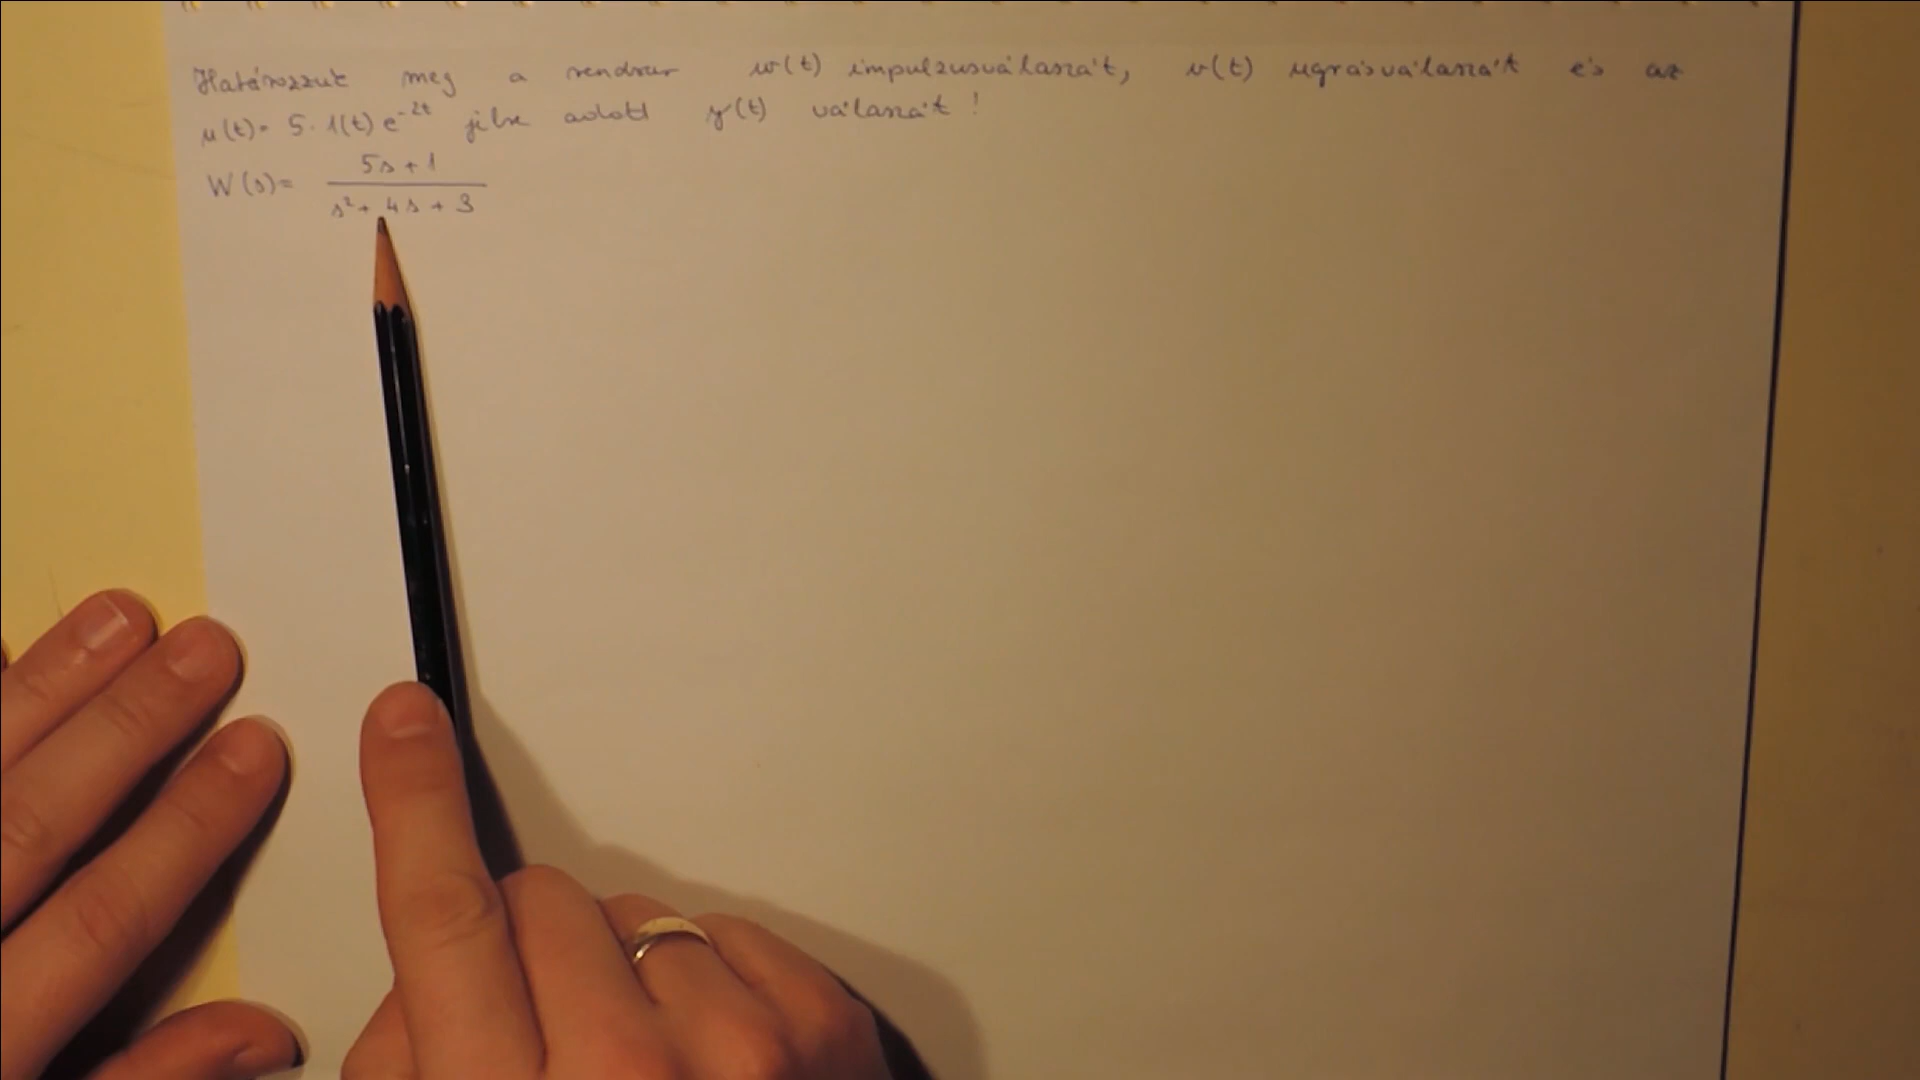 Határozzuk meg a rendszer w(t) impulzusválaszát, v(t) ugrásválaszát és az
u(t)= 5·1(t) e^-2t jelre adott y(t) válaszát!
W(s)= (5s+1)/(s²+4s+3)